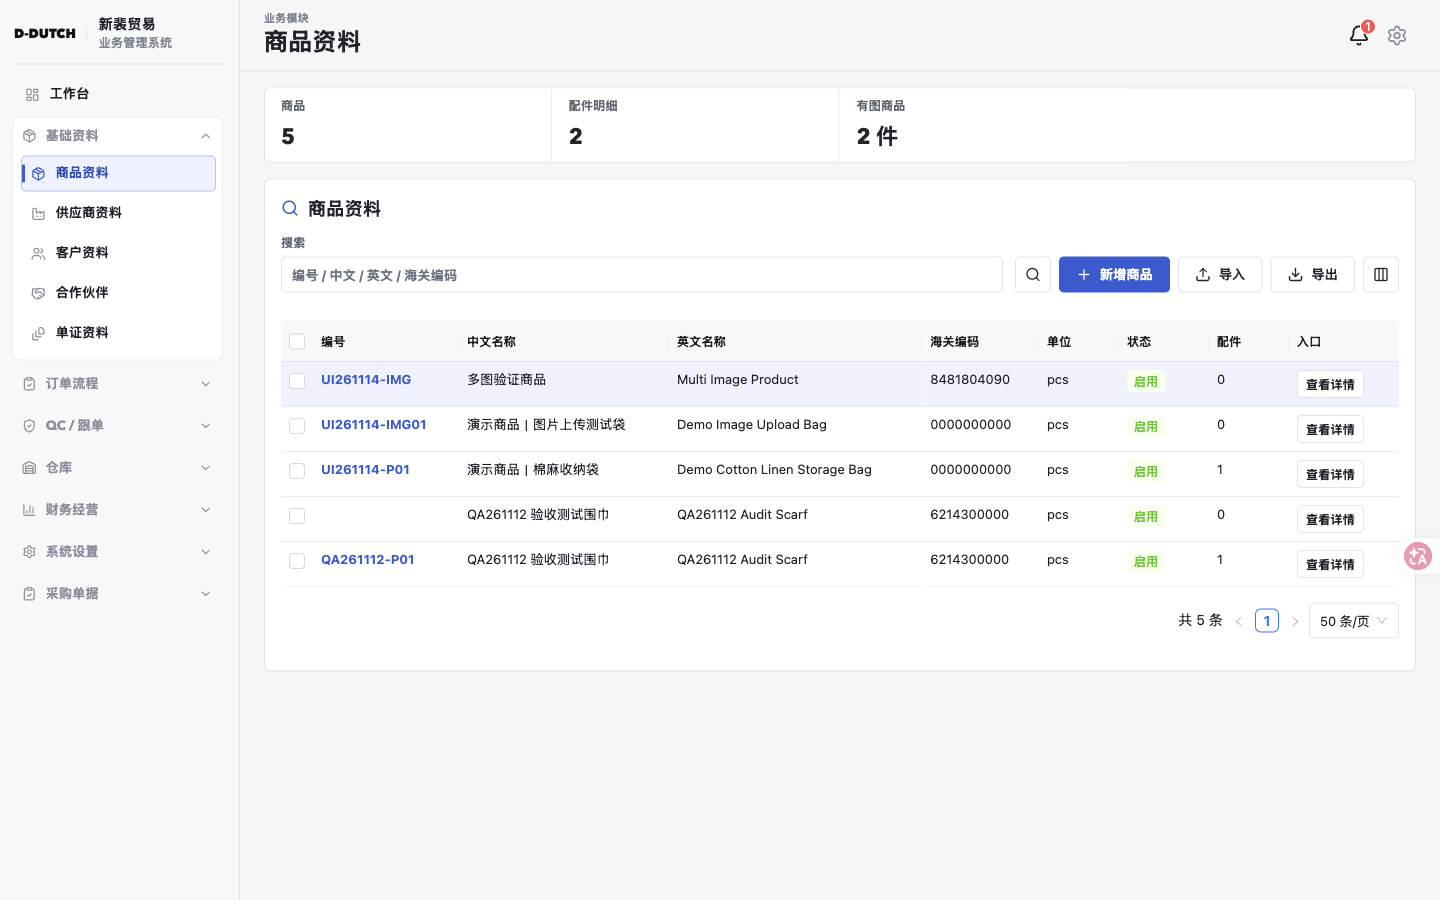 D-DUTCH
新裴贸易
业务管理系统
工作台
基础资料
商品资料
供应商资料
客户资料
合作伙伴
单证资料
订单流程
QC / 跟单
仓库
财务经营
系统设置
采购单据
业务模块
商品资料
1
商品
5
配件明细
2
有图商品
2 件
商品资料
搜索
编号 / 中文 / 英文 / 海关编码
新增商品
导入
导出
编号 中文名称 英文名称 海关编码 单位 状态 配件 入口
UI261114-IMG 多图验证商品 Multi Image Product 8481804090 pcs 启用 0 查看详情
UI261114-IMG01 演示商品 | 图片上传测试袋 Demo Image Upload Bag 0000000000 pcs 启用 0 查看详情
UI261114-P01 演示商品 | 棉麻收纳袋 Demo Cotton Linen Storage Bag 0000000000 pcs 启用 1 查看详情
QA261112 验收测试围巾 QA261112 Audit Scarf 6214300000 pcs 启用 0 查看详情
QA261112-P01 QA261112 验收测试围巾 QA261112 Audit Scarf 6214300000 pcs 启用 1 查看详情
共 5 条 1 50 条/页